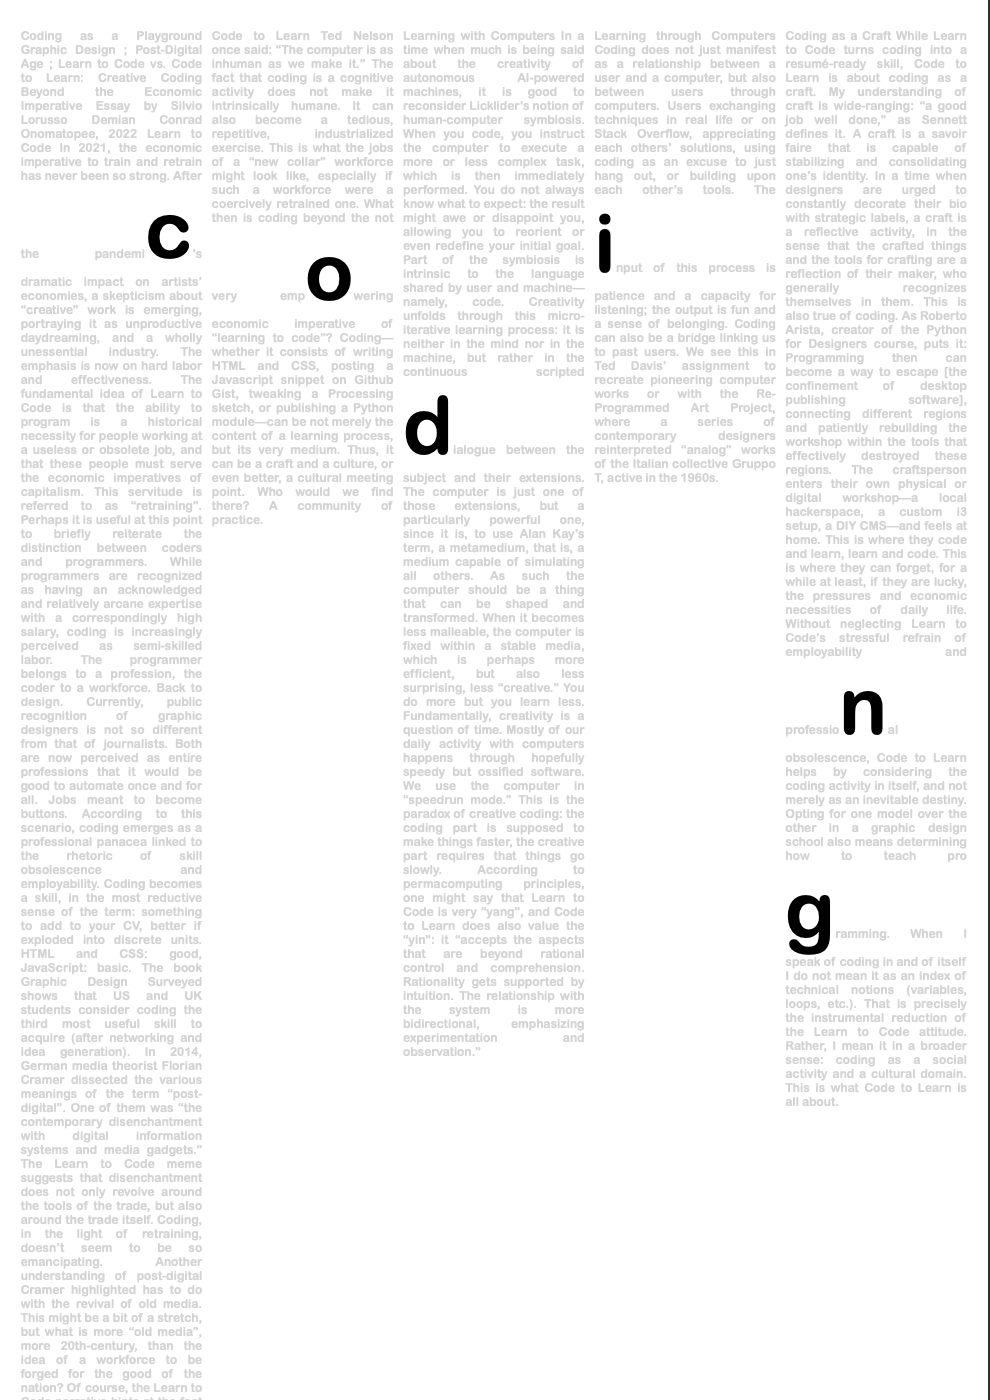 Coding as a Playground
Graphic Design ; Post-Digital
Age ; Learn to Code vs. Code
to Learn: Creative Coding
Beyond the Economic
Imperative Essay by Silvio
Lorusso Demian Conrad
Onomatopee, 2022 Learn to
Code In 2021, the economic
imperative to train and retrain
has never been so strong. After
the pandemic's
dramatic impact on artists'
economies, a skepticism about
"creative" work is emerging,
portraying it as unproductive
daydreaming, and a wholly
unessential industry. The
emphasis is now on hard labor
and effectiveness. The
fundamental idea of Learn to
Code is that the ability to
program is a historical
necessity for people working at
a useless or obsolete job, and
that these people must serve
the economic imperatives of
capitalism. This servitude is
referred to as "retraining".
Perhaps it is useful at this point
to briefly reiterate the
distinction between coders
and programmers. While
programmers are recognized
as having an acknowledged
and relatively arcane expertise
with a correspondingly high
salary, coding is increasingly
perceived as semi-skilled
labor. The programmer
belongs to a profession, the
coder to a workforce. Back to
design. Currently, public
recognition of graphic
designers is not so different
from that of journalists. Both
are now perceived as entire
professions that it would be
good to automate once and for
all. Jobs meant to become
buttons. According to this
scenario, coding emerges as a
professional panacea linked to
the rhetoric of skill
obsolescence and
employability. Coding becomes
a skill, in the most reductive
sense of the term: something
to add to your CV, better if
exploded into discrete units.
HTML and CSS: good,
JavaScript: basic. The book
Graphic Design Surveyed
shows that US and UK
students consider coding the
third most useful skill to
acquire (after networking and
idea generation). In 2014,
German media theorist Florian
Cramer dissected the various
meanings of the term "post-
digital". One of them was "the
contemporary disenchantment
with digital information
systems and media gadgets."
The Learn to Code meme
suggests that disenchantment
does not only revolve around
the tools of the trade, but also
around the trade itself. Coding,
in the light of retraining,
doesn't seem to be so
emancipating. Another
understanding of post-digital
Cramer highlighted has to do
with the revival of old media.
This might be a bit of a stretch,
but what is more "old media",
more 20th-century, than the
idea of a workforce to be
forged for the good of the
nation? Of course, the Learn to
Code narrative hints at the fact
Code to Learn Ted Nelson
once said: "The computer is as
inhuman as we make it." The
fact that coding is a cognitive
activity does not make it
intrinsically humane. It can
also become a tedious,
repetitive, industrialized
exercise. This is what the jobs
of a "new collar" workforce
might look like, especially if
such a workforce were a
coercively retrained one. What
then is coding beyond the not
very empowering
economic imperative of
"learning to code"? Coding—
whether it consists of writing
HTML and CSS, posting a
Javascript snippet on Github
Gist, tweaking a Processing
sketch, or publishing a Python
module—can be not merely the
content of a learning process,
but its very medium. Thus, it
can be a craft and a culture, or
even better, a cultural meeting
point. Who would we find
there? A community of
practice.
Learning with Computers In a
time when much is being said
about the creativity of
autonomous AI-powered
machines, it is good to
reconsider Licklider's notion of
human-computer symbiosis.
When you code, you instruct
the computer to execute a
more or less complex task,
which is then immediately
performed. You do not always
know what to expect: the result
might awe or disappoint you,
allowing you to reorient or
even redefine your initial goal.
Part of the symbiosis is
intrinsic to the language
shared by user and machine—
namely, code. Creativity
unfolds through this micro-
iterative learning process: it is
neither in the mind nor in the
machine, but rather in the
continuous scripted
dalogue between the
subject and their extensions.
The computer is just one of
those extensions, but a
particularly powerful one,
since it is, to use Alan Kay's
term, a metamedium, that is, a
medium capable of simulating
all others. As such the
computer should be a thing
that can be shaped and
transformed. When it becomes
less malleable, the computer is
fixed within a stable media,
which is perhaps more
efficient, but also less
surprising, less "creative." You
do more but you learn less.
Fundamentally, creativity is a
question of time. Mostly of our
daily activity with computers
happens through hopefully
speedy but ossified software.
We use the computer in
"speedrun mode." This is the
paradox of creative coding: the
coding part is supposed to
make things faster, the creative
part requires that things go
slowly. According to
permacomputing principles,
one might say that Learn to
Code is very "yang", and Code
to Learn does also value the
"yin": it "accepts the aspects
that are beyond rational
control and comprehension.
Rationality gets supported by
intuition. The relationship with
the system is more
bidirectional, emphasizing
experimentation and
observation."
Learning through Computers
Coding does not just manifest
as a relationship between a
user and a computer, but also
between users through
computers. Users exchanging
techniques in real life or on
Stack Overflow, appreciating
each others' solutions, using
coding as an excuse to just
hang out, or building upon
each other's tools. The
input of this process is
patience and a capacity for
listening; the output is fun and
a sense of belonging. Coding
can also be a bridge linking us
to past users. We see this in
Ted Davis' assignment to
recreate pioneering computer
works or with the Re-
Programmed Art Project,
where a series of
contemporary designers
reinterpreted "analog" works
of the Italian collective Gruppo
T, active in the 1960s.
Coding as a Craft While Learn
to Code turns coding into a
resumé-ready skill, Code to
Learn is about coding as a
craft. My understanding of
craft is wide-ranging: "a good
job well done," as Sennett
defines it. A craft is a savoir
faire that is capable of
stabilizing and consolidating
one's identity. In a time when
designers are urged to
constantly decorate their bio
with strategic labels, a craft is
a reflective activity, in the
sense that the crafted things
and the tools for crafting are a
reflection of their maker, who
generally recognizes
themselves in them. This is
also true of coding. As Roberto
Arista, creator of the Python
for Designers course, puts it:
Programming then can
become a way to escape [the
confinement of desktop
publishing software],
connecting different regions
and patiently rebuilding the
workshop within the tools that
effectively destroyed these
regions. The craftsperson
enters their own physical or
digital workshop—a local
hackerspace, a custom i3
setup, a DIY CMS—and feels at
home. This is where they code
and learn, learn and code. This
is where they can forget, for a
while at least, if they are lucky,
the pressures and economic
necessities of daily life.
Without neglecting Learn to
Code's stressful refrain of
employability and
professional
obsolescence, Code to Learn
helps by considering the
coding activity in itself, and not
merely as an inevitable destiny.
Opting for one model over the
other in a graphic design
school also means determining
how to teach pro
gramming. When I
speak of coding in and of itself
I do not mean it as an index of
technical notions (variables,
loops, etc.). That is precisely
the instrumental reduction of
the Learn to Code attitude.
Rather, I mean it in a broader
sense: coding as a social
activity and a cultural domain.
This is what Code to Learn is
all about.